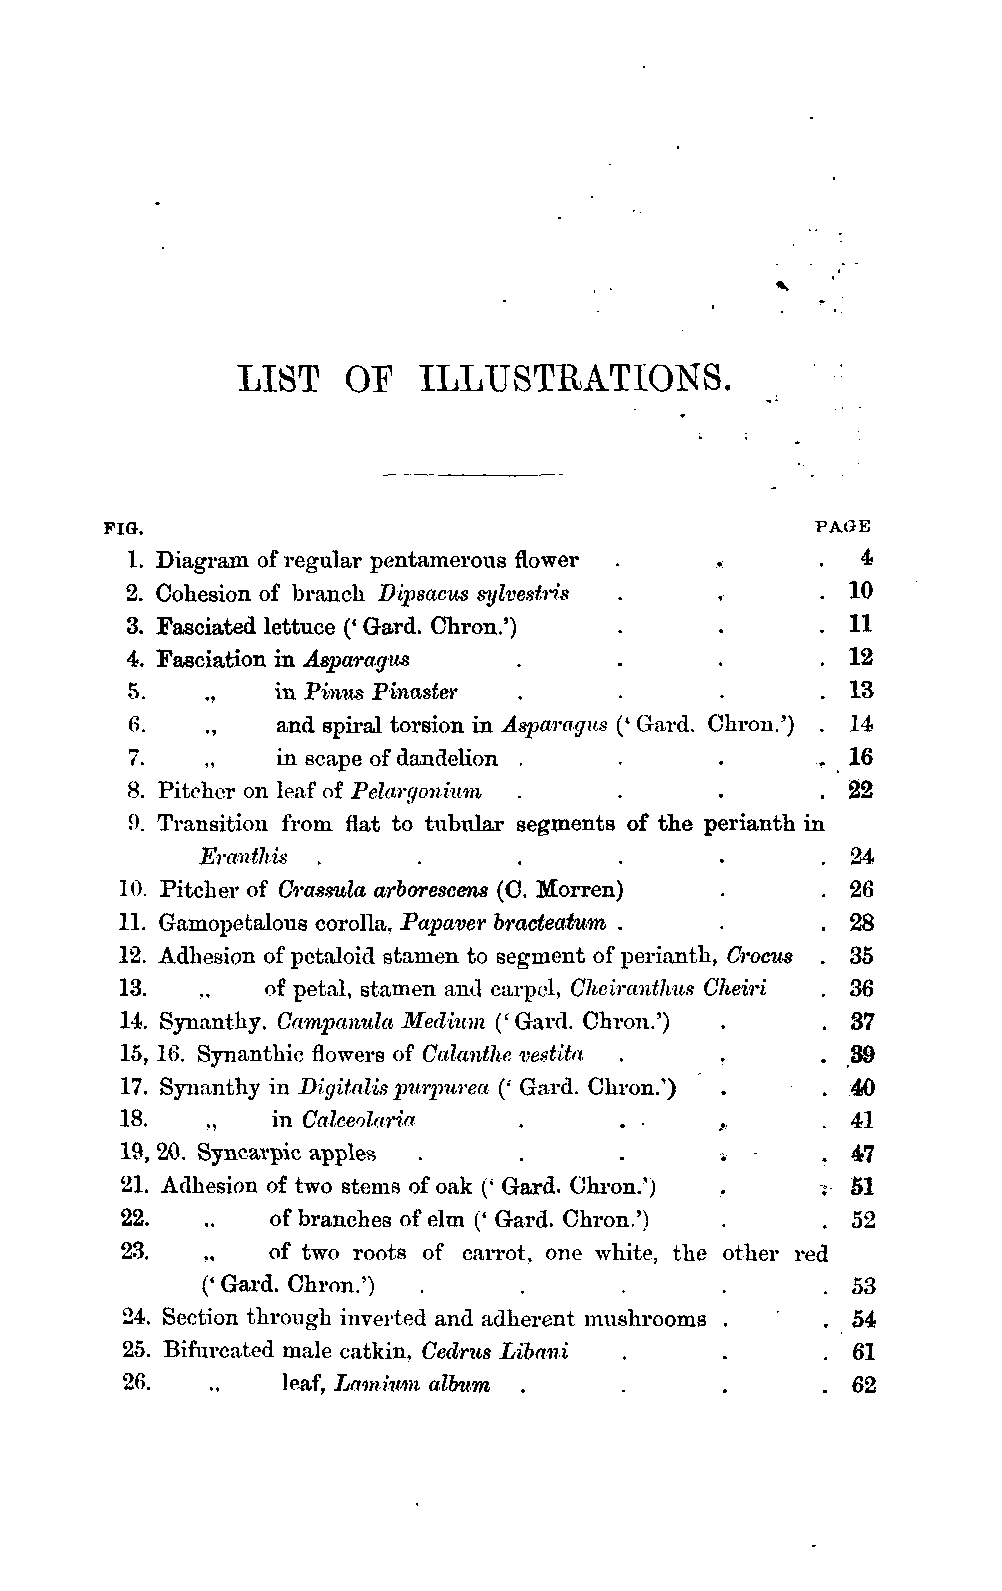 LIST OF ILLUSTRATIONS.
FIG. PAGE
1. Diagram of regular pentamerous flower . . . 4
2. Cohesion of branch Dipsacus sylvestris . . . 10
3. Fasciated lettuce (‘ Gard. Chron.’) . . . 11
4. Fasciation in Asparagus . . . . 12
5. „ in Pinus Pinaster . . . . 13
6. „ and spiral torsion in Asparagus (‘ Gard. Chron.’) . 14
7. „ in scape of dandelion . . . . 16
8. Pitcher on leaf of Pelargonium . . . . 22
9. Transition from flat to tubular segments of the perianth in
Eranthis . . . . . . 24
10. Pitcher of Crassula arborescens (C. Morren) . . 26
11. Gamopetalous corolla, Papaver bracteatum . . . 28
12. Adhesion of petaloid stamen to segment of perianth, Crocus . 35
13. „ of petal, stamen and carpel, Cheiranthus Cheiri . 36
14. Synanthy. Campanula Medium (‘ Gard. Chron.’) . . 37
15, 16. Synanthic flowers of Calanthe vestita . . . 39
17. Synanthy in Digitalis purpurea (‘ Gard. Chron.’) . . 40
18. „ in Calceolaria . . . . 41
19, 20. Syncarpic apples . . . . . 47
21. Adhesion of two stems of oak (‘ Gard. Chron.’) . . 51
22. „ of branches of elm (‘ Gard. Chron.’) . . 52
23. „ of two roots of carrot, one white, the other red
(‘ Gard. Chron.’) . . . . . 53
24. Section through inverted and adherent mushrooms . . 54
25. Bifurcated male catkin, Cedrus Libani . . . 61
26. „ leaf, Lamium album . . . . 62